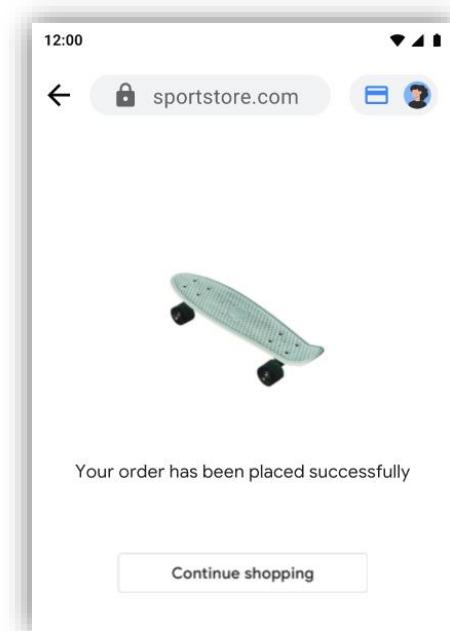 12:00
sportstore.com
Your order has been placed successfully
Continue shopping